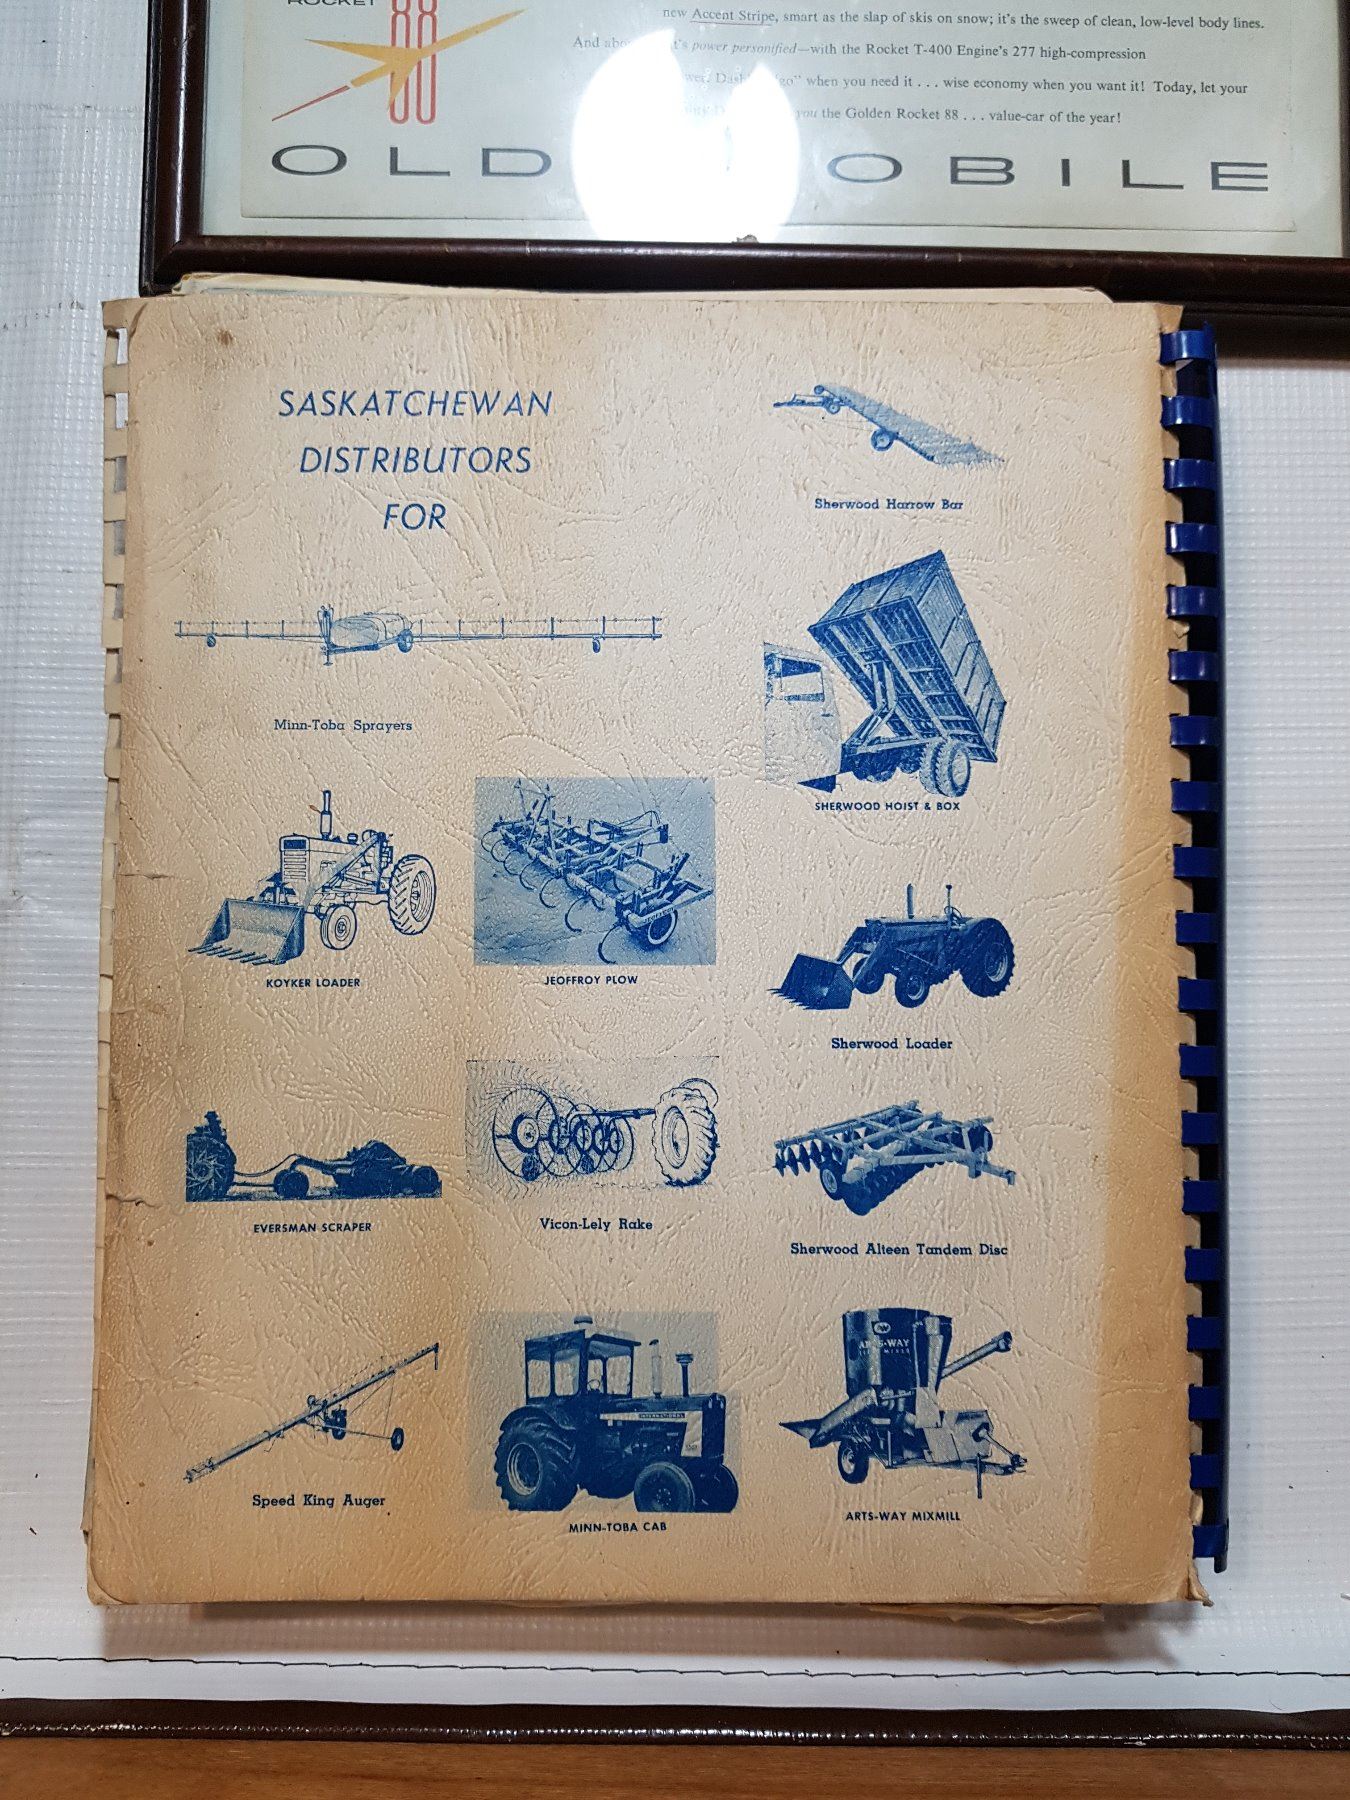 ROCKET
88
new Accent Stripe, smart as the slap of skis on snow; it's the sweep of clean, low-level body lines.
And power personified—with the Rocket T-400 Engine's 277 high-compression
when you need it . . . wise economy when you want it! Today, let your
you the Golden Rocket 88 . . . value-car of the year!
OLD OBILE
SASKATCHEWAN
DISTRIBUTORS
FOR
Sherwood Harrow Bar
Minn-Toba Sprayers
SHERWOOD HOIST & BOX
KOYKER LOADER
JEOFFROY PLOW
Sherwood Loader
EVERSMAN SCRAPER
Vicon-Lely Rake
Sherwood Alteen Tandem Disc
ARTS-WAY
INTERNATIONAL
Speed King Auger
MINN-TOBA CAB
ARTS-WAY MIXMILL